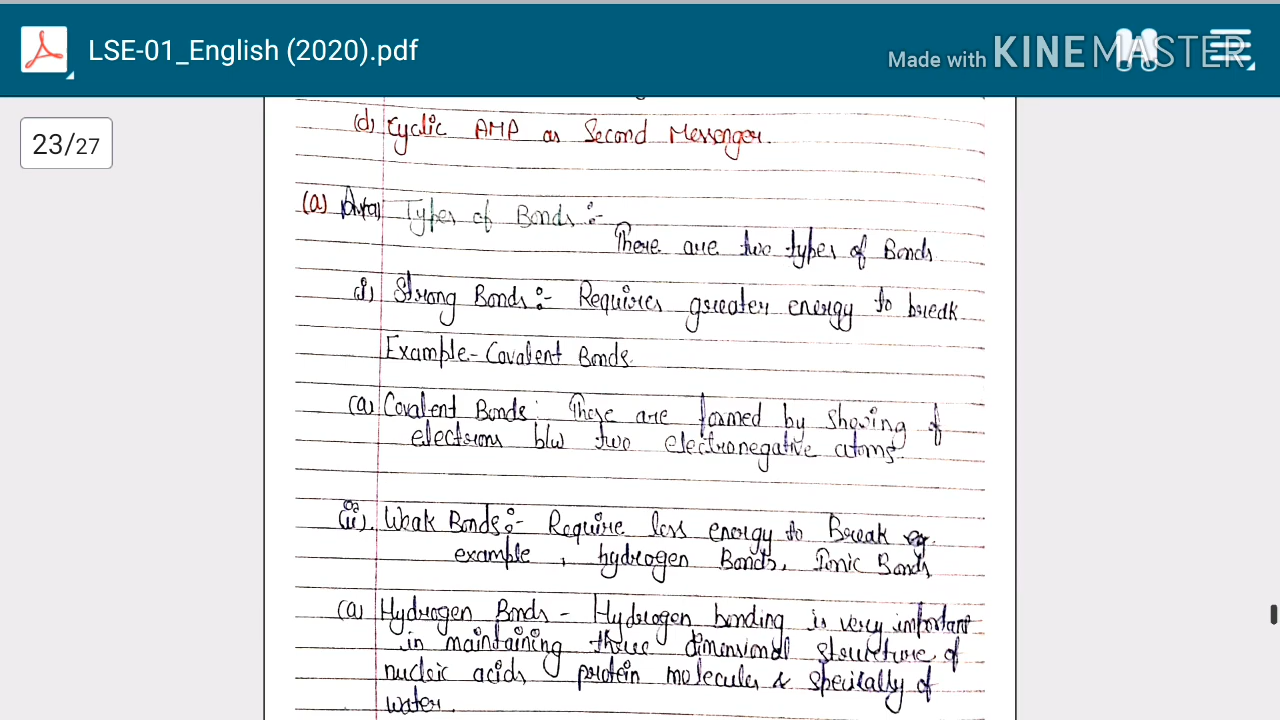 LSE-01_English (2020).pdf
Made with KINEMASTER
23/27
(d) Cyclic AMP as Second Messenger.
(a) Types of Bonds :-
There are two types of Bonds
i) Strong Bonds :- Requires greater energy to break
Example - Covalent Bonds.
(a) Covalent Bonds: These are formed by sharing of
electrons b/w two electronegative atoms.
(ii). Weak Bonds :- Require less energy to Break eg.
example, hydrogen Bonds, Ionic Bonds,
(a) Hydrogen Bonds - Hydrogen bonding is very important
in maintaining three dimensional structure of
nucleic acids protein molecules & specially of
water.